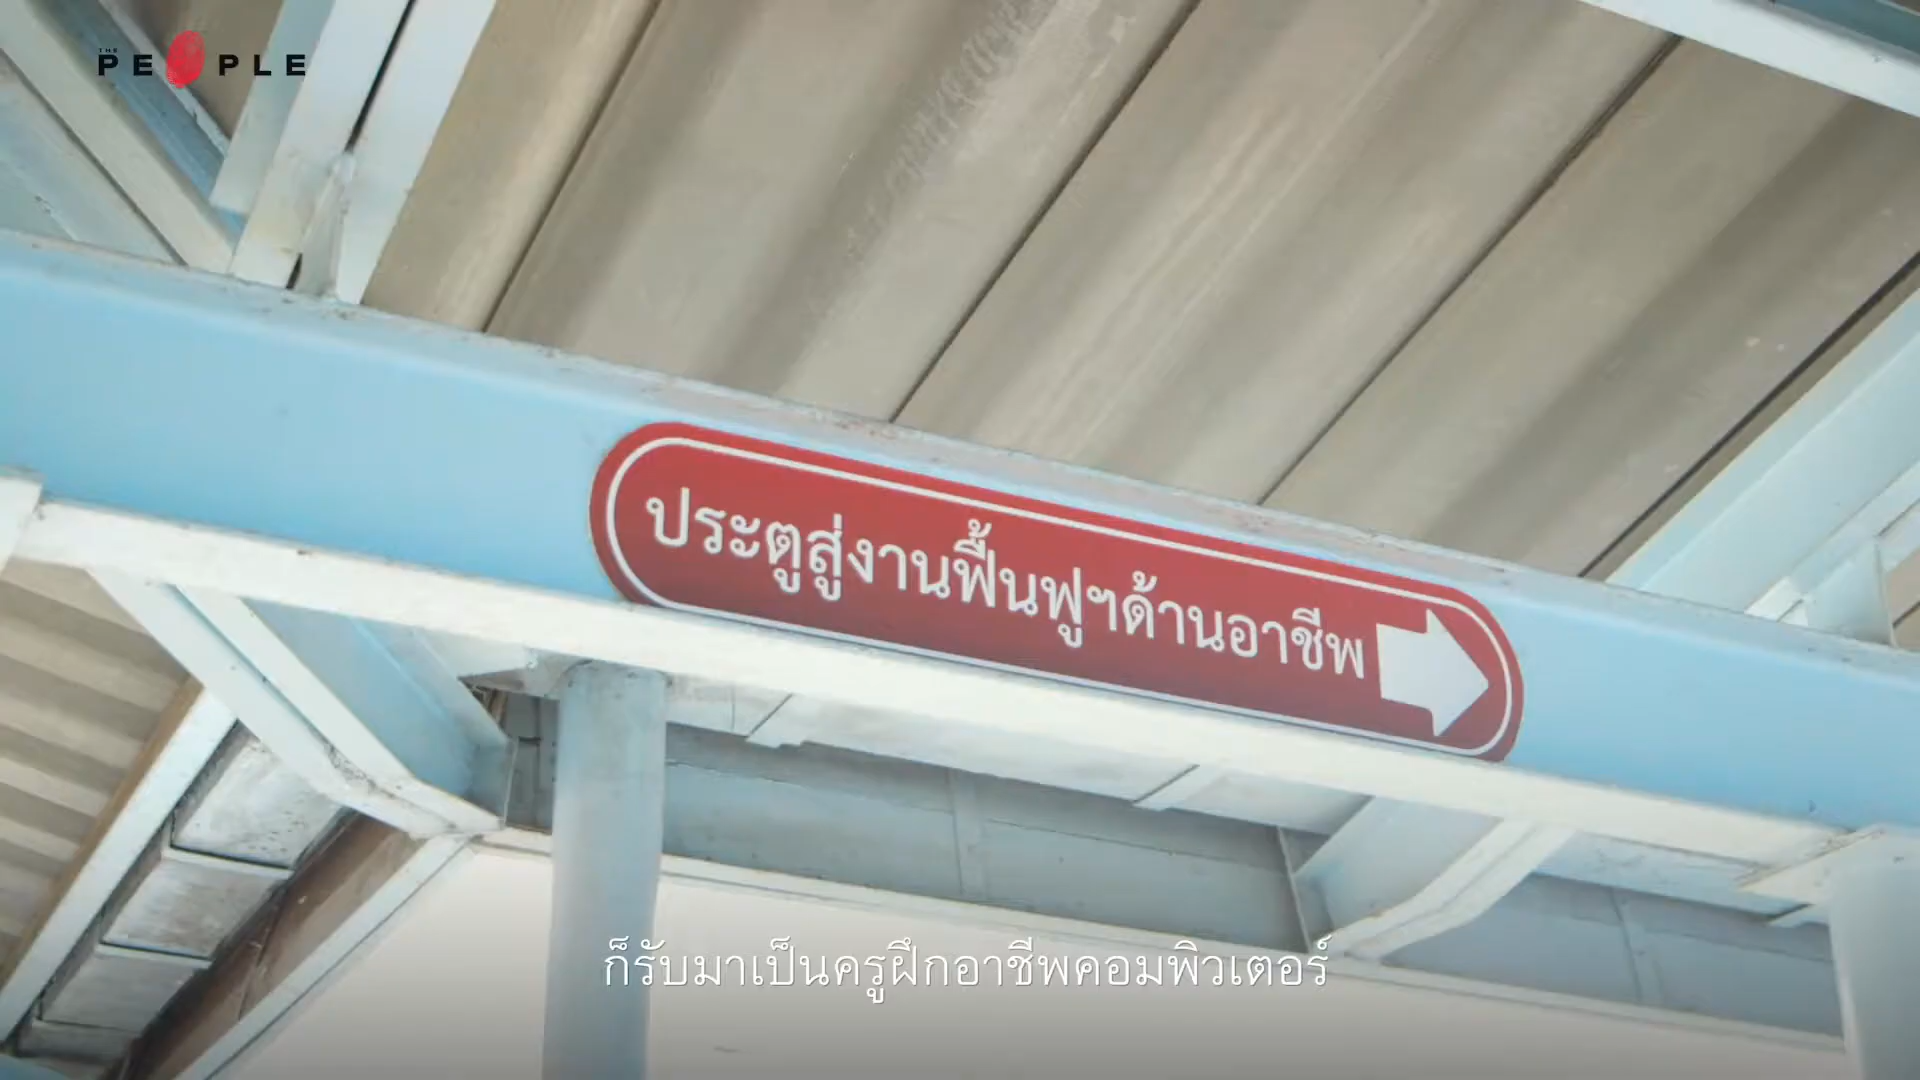 THE
PEOPLE
ประตูสู่งานฟื้นฟูฯด้านอาชีพ
ก็รับมาเป็นครูฝึกอาชีพคอมพิวเตอร์